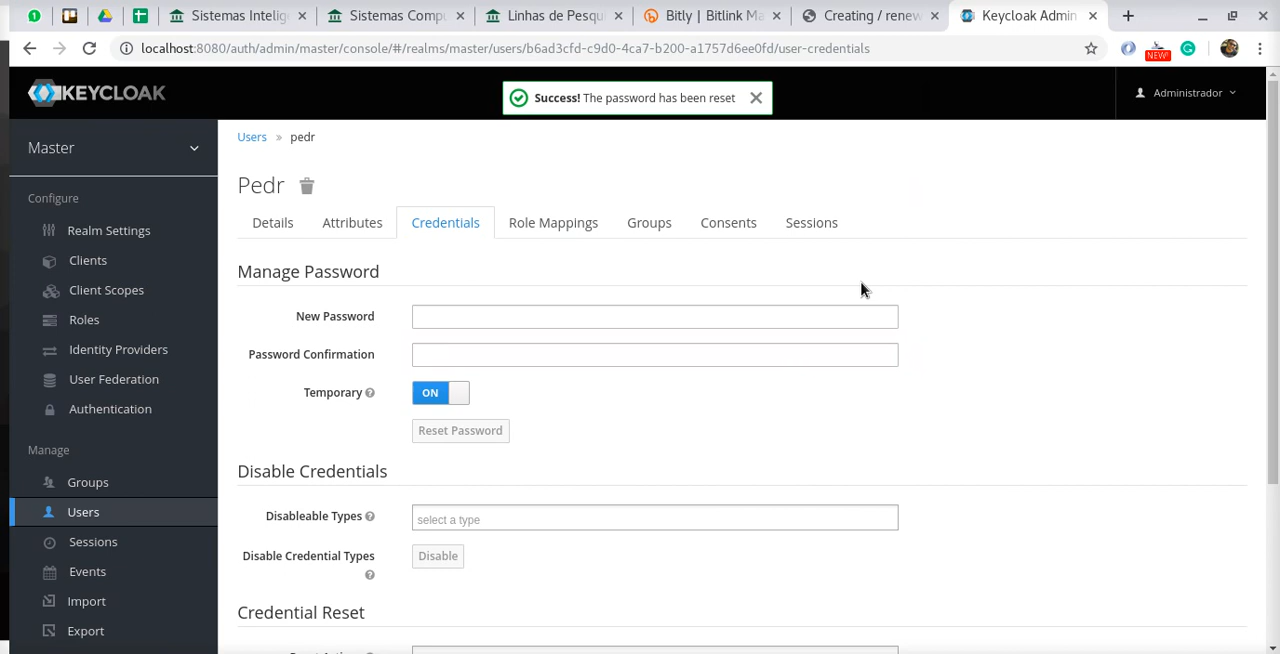 Sistemas Intelig
Sistemas Compu
Linhas de Pesqu
Bitly | Bitlink Ma
Creating / renew
Keycloak Admin
localhost:8080/auth/admin/master/console/#/realms/master/users/b6ad3cfd-c9d0-4ca7-b200-a1757d6ee0fd/user-credentials
NEW!
KEYCLOAK
Success! The password has been reset
Administrador
Master
Users » pedr
Pedr
Details Attributes Credentials Role Mappings Groups Consents Sessions
Configure
Realm Settings
Clients
Client Scopes
Roles
Identity Providers
User Federation
Authentication
Manage
Groups
Users
Sessions
Events
Import
Export
Manage Password
New Password
Password Confirmation
Temporary
ON
Reset Password
Disable Credentials
Disableable Types
select a type
Disable Credential Types
Disable
Credential Reset